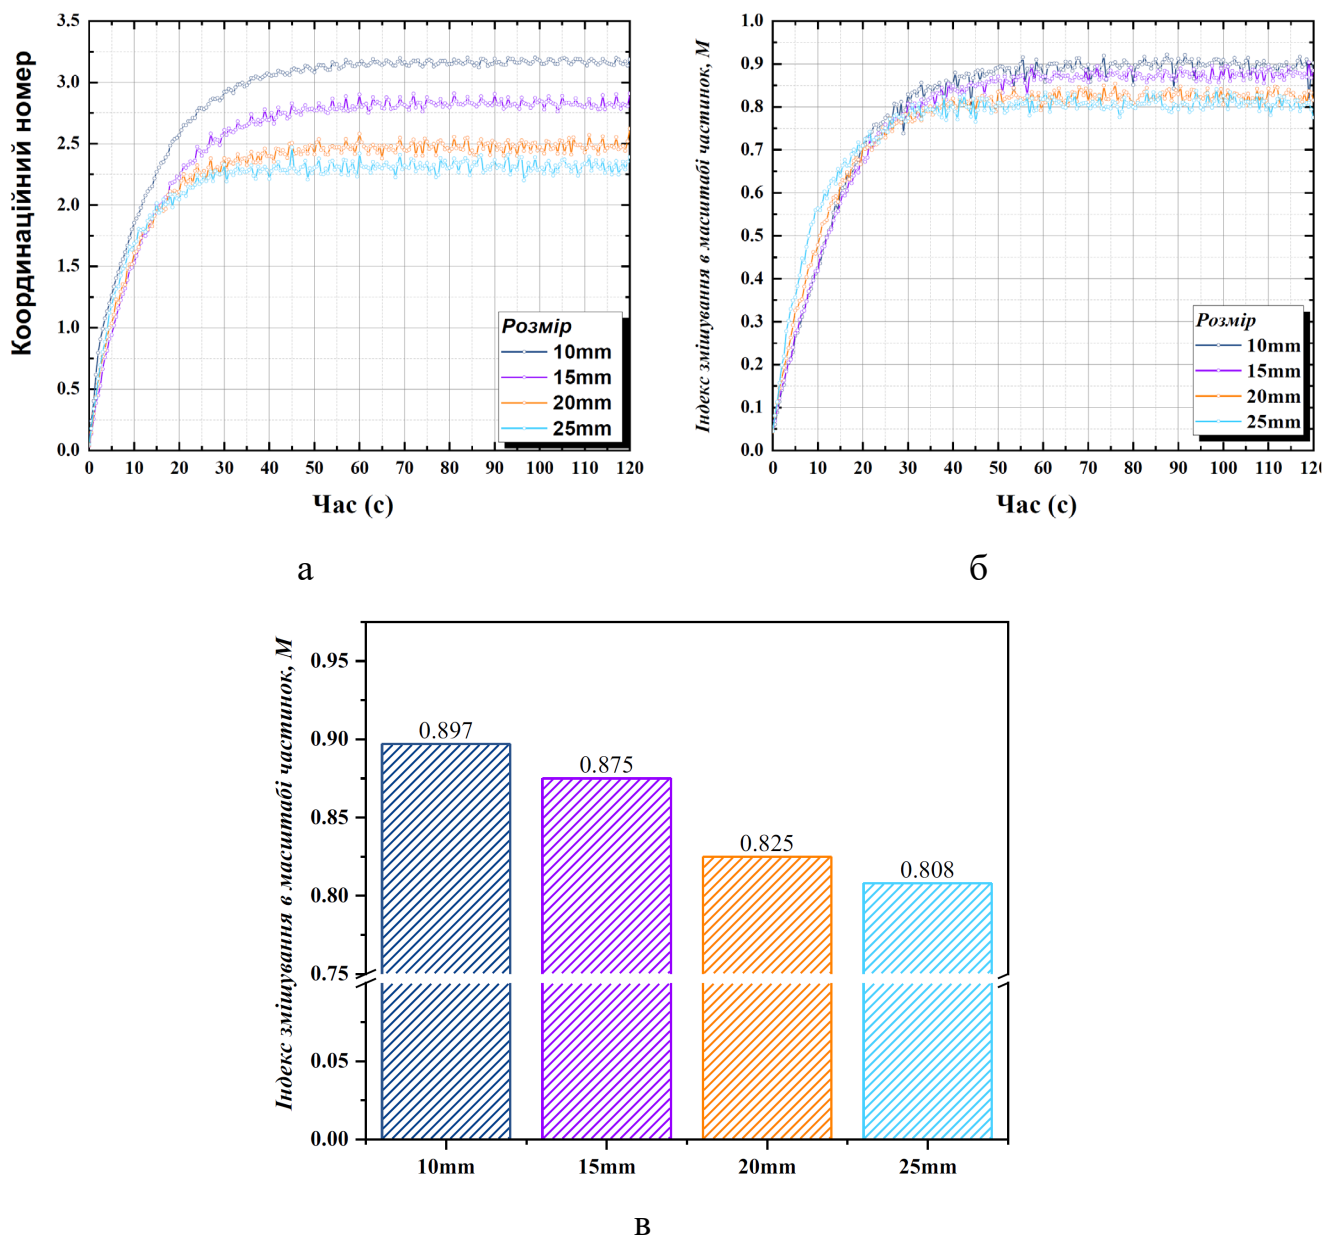 Координаційний номер
3.5
3.0
2.5
2.0
1.5
1.0
0.5
0.0
0 10 20 30 40 50 60 70 80 90 100 110 120
Час (с)
Розмір
10mm
15mm
20mm
25mm
а
Індекс змішування в масштабі частинок, М
1.0
0.9
0.8
0.7
0.6
0.5
0.4
0.3
0.2
0.1
0.0
0 10 20 30 40 50 60 70 80 90 100 110 120
Час (с)
Розмір
10mm
15mm
20mm
25mm
б
Індекс змішування в масштабі частинок, М
0.95
0.90
0.85
0.80
0.75
0.05
0.00
0.897
0.875
0.825
0.808
10mm 15mm 20mm 25mm
в